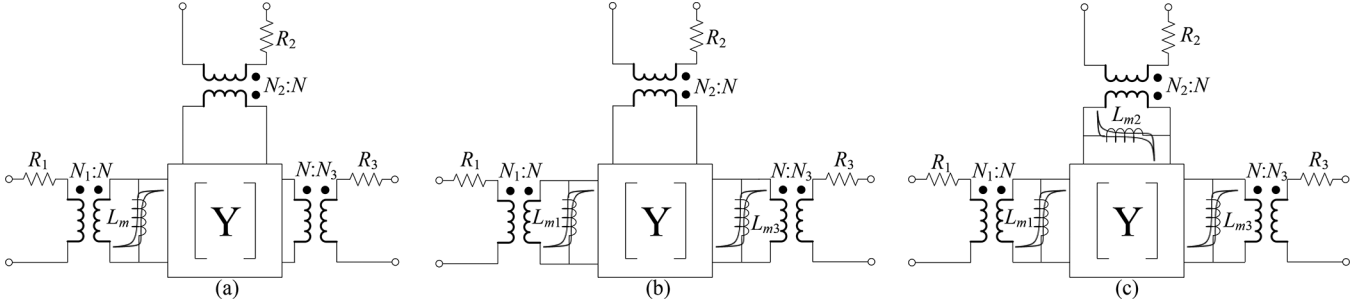 R2
N2:N
R1
N1:N
Lm
[Y]
N:N3
R3
(a)
R2
N2:N
R1
N1:N
Lm1
[Y]
Lm3
N:N3
R3
(b)
R2
N2:N
Lm2
R1
N1:N
Lm1
[Y]
Lm3
N:N3
R3
(c)